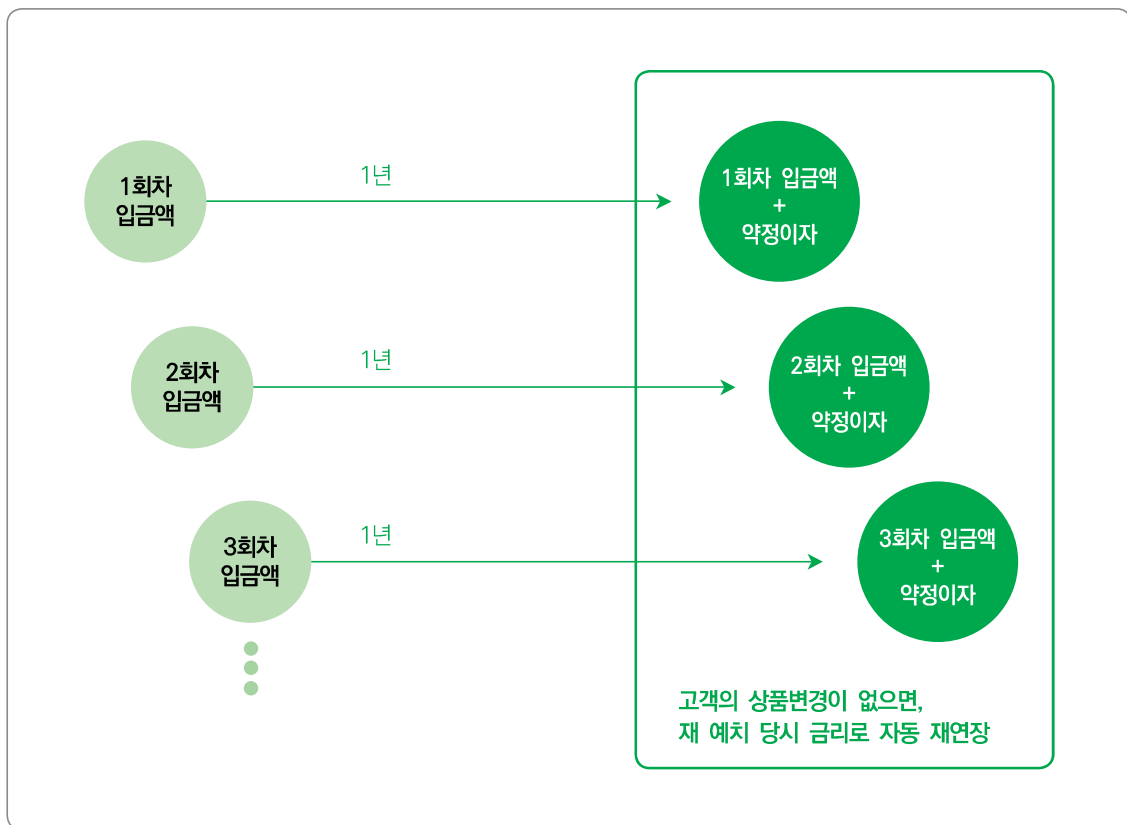 1회차
입금액
1년
1회차 입금액
+
약정이자
2회차
입금액
1년
2회차 입금액
+
약정이자
3회차
입금액
1년
3회차 입금액
+
약정이자
고객의 상품변경이 없으면,
재 예치 당시 금리로 자동 재연장